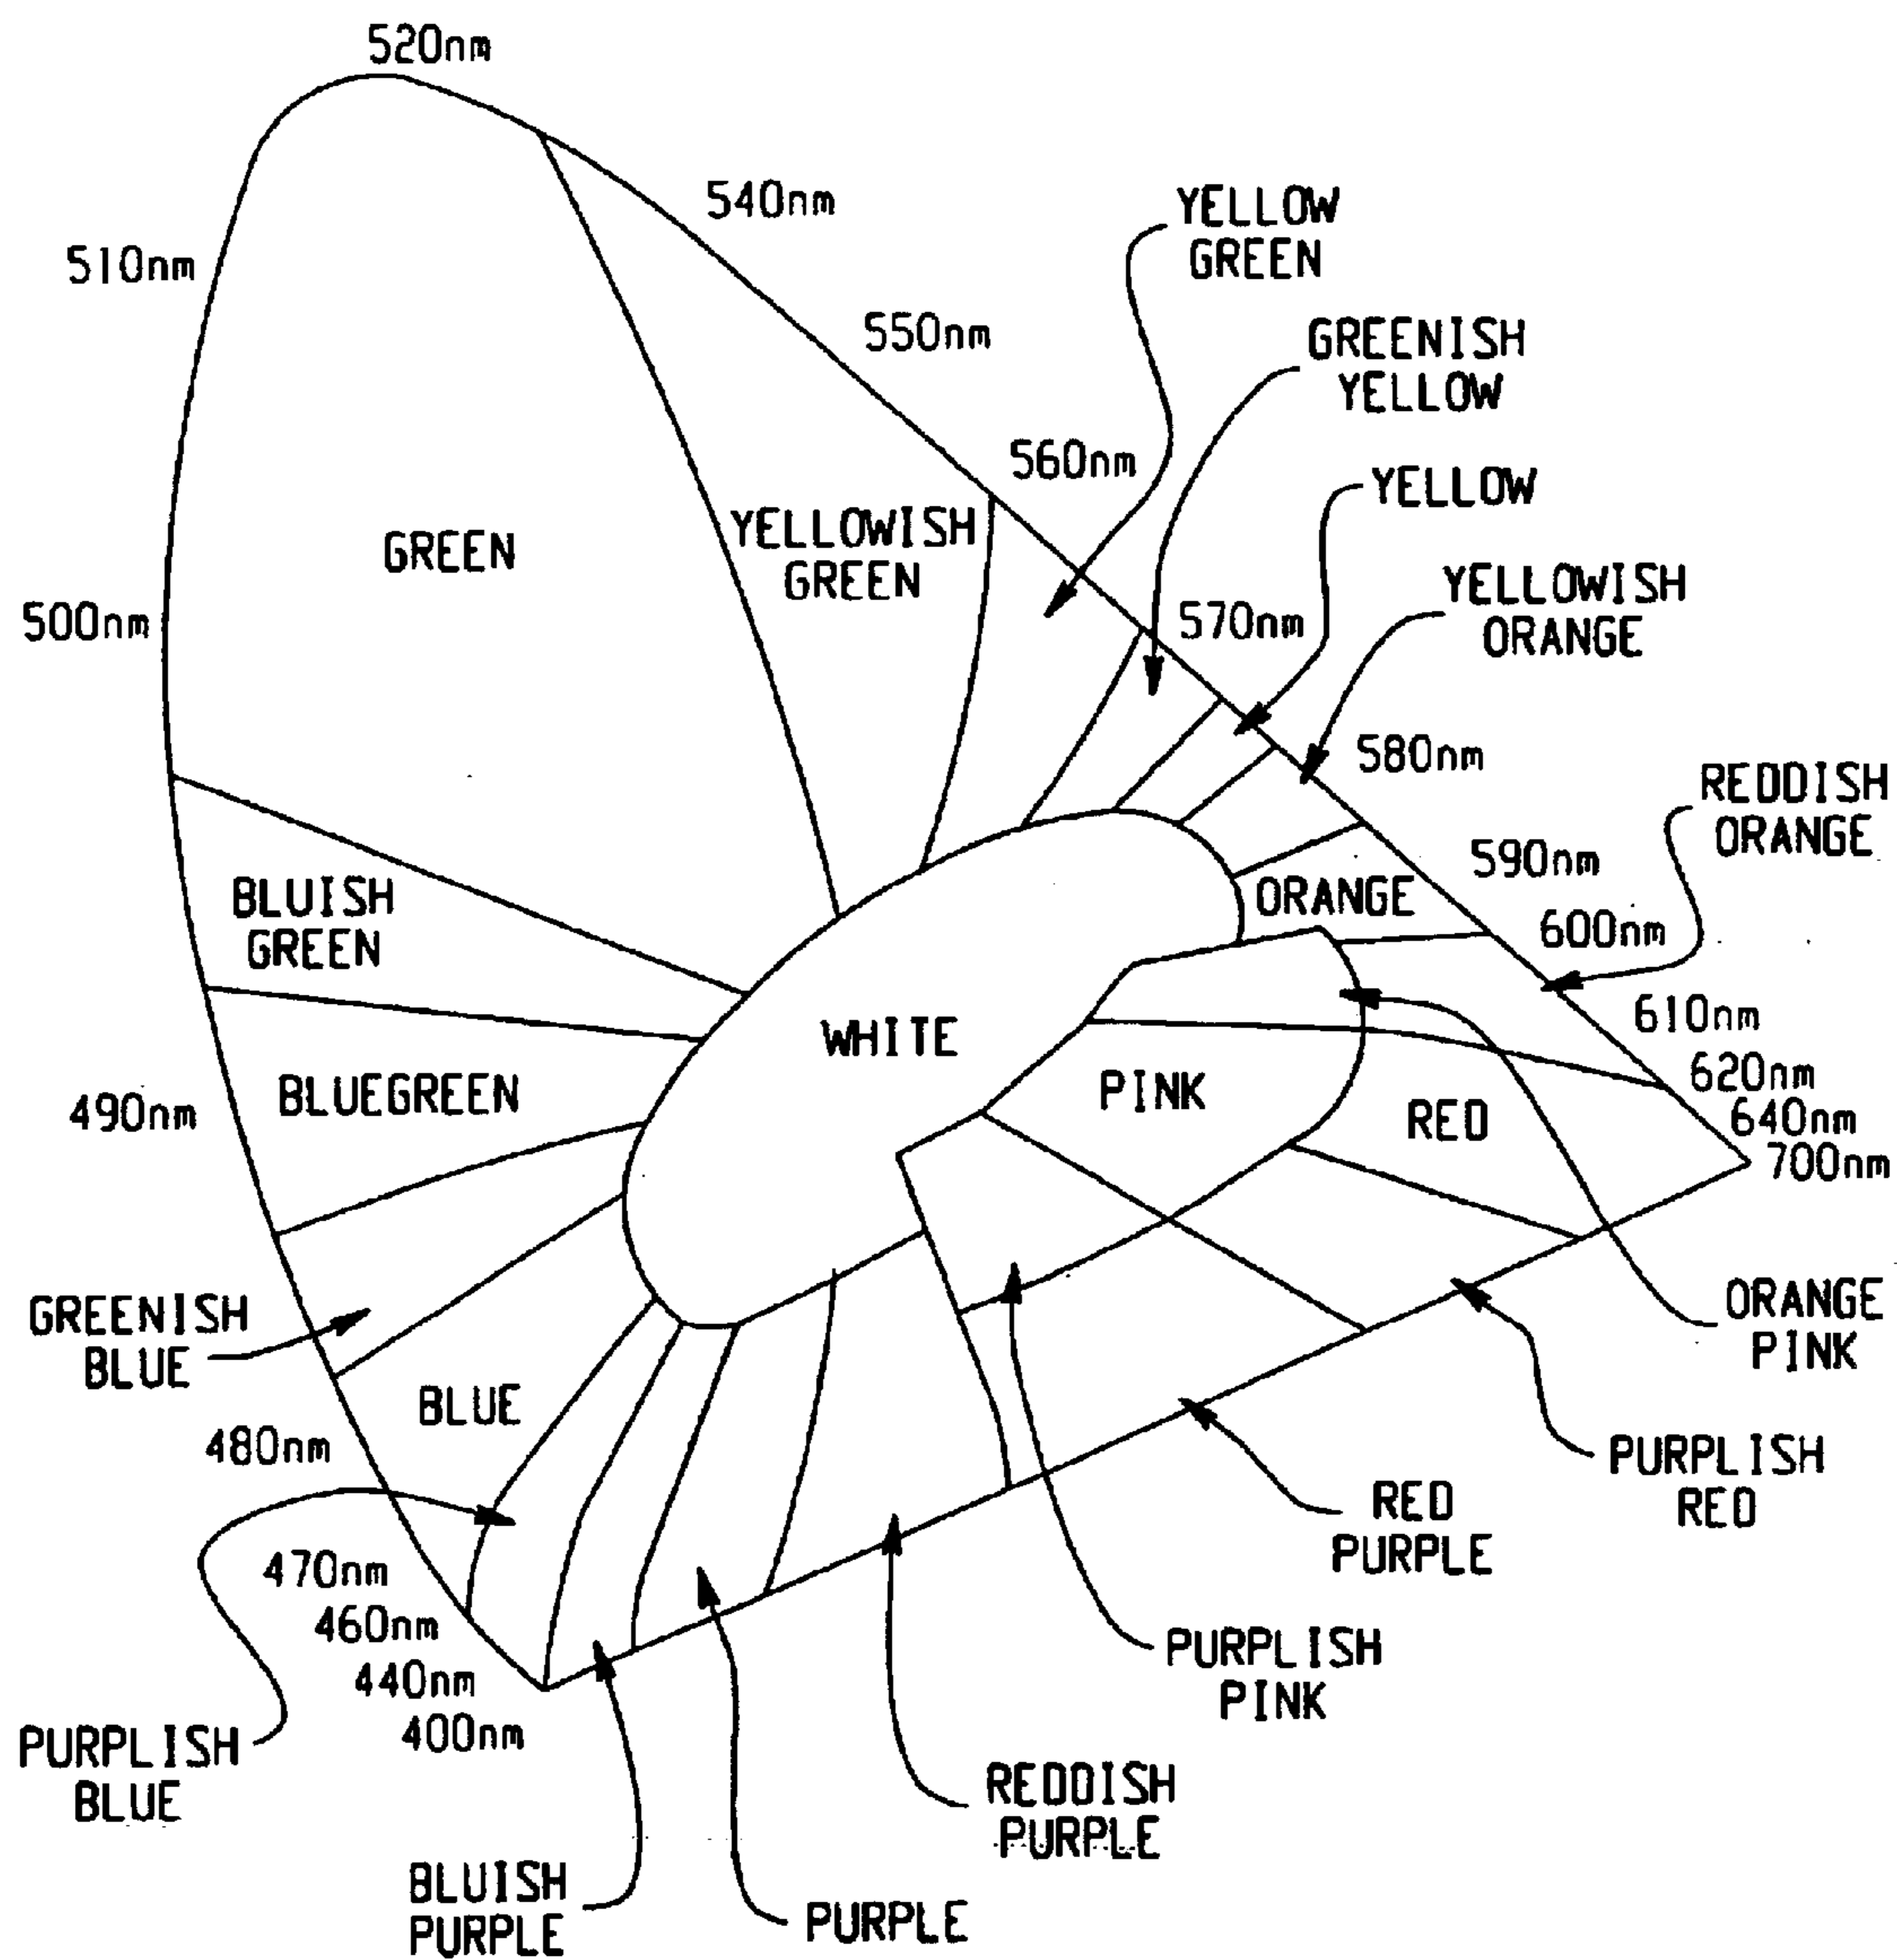 520nm
540nm
510nm
YELLOW
GREEN
550nm
GREENISH
YELLOW
560nm
YELLOW
GREEN
YELLOWISH
GREEN
500nm
570nm
YELLOWISH
ORANGE
580nm
REDDISH
ORANGE
590nm
BLUISH
GREEN
ORANGE
600nm
WHITE
610nm
BLUEGREEN
490nm
PINK
RED
620nm
640nm
700nm
GREENISH
BLUE
ORANGE
PINK
BLUE
480nm
PURPLISH
RED
RED
PURPLE
470nm
460nm
440nm
400nm
PURPLISH
PINK
PURPLISH
BLUE
REDDISH
PURPLE
BLUISH
PURPLE
PURPLE